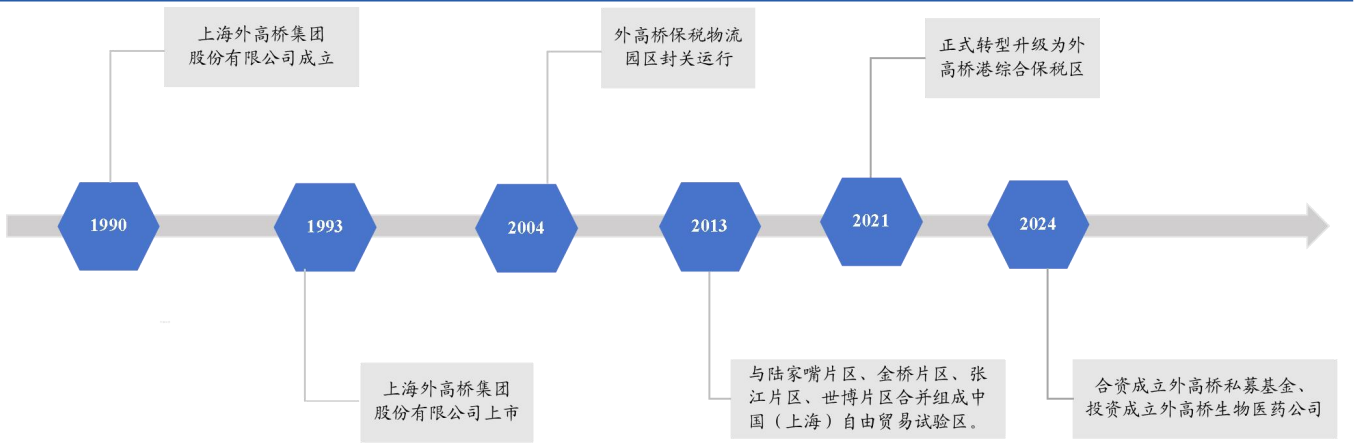 上海外高桥集团
股份有限公司成立
外高桥保税物流
园区封关运行
正式转型升级为外
高桥港综合保税区
1990
1993
2004
2013
2021
2024
上海外高桥集团
股份有限公司上市
与陆家嘴片区、金桥片区、张
江片区、世博片区合并组成中
国（上海）自由贸易试验区。
合资成立外高桥私募基金、
投资成立外高桥生物医药公司